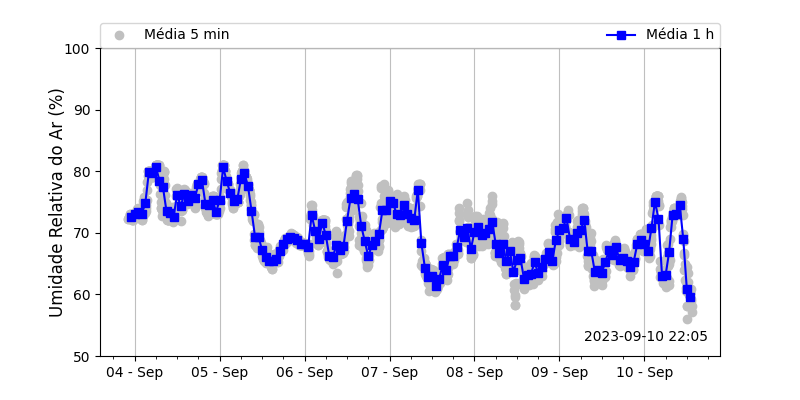 Média 5 min
Média 1 h
Umidade Relativa do Ar (%)
100
90
80
70
60
50
2023-09-10 22:05
04 - Sep
05 - Sep
06 - Sep
07 - Sep
08 - Sep
09 - Sep
10 - Sep